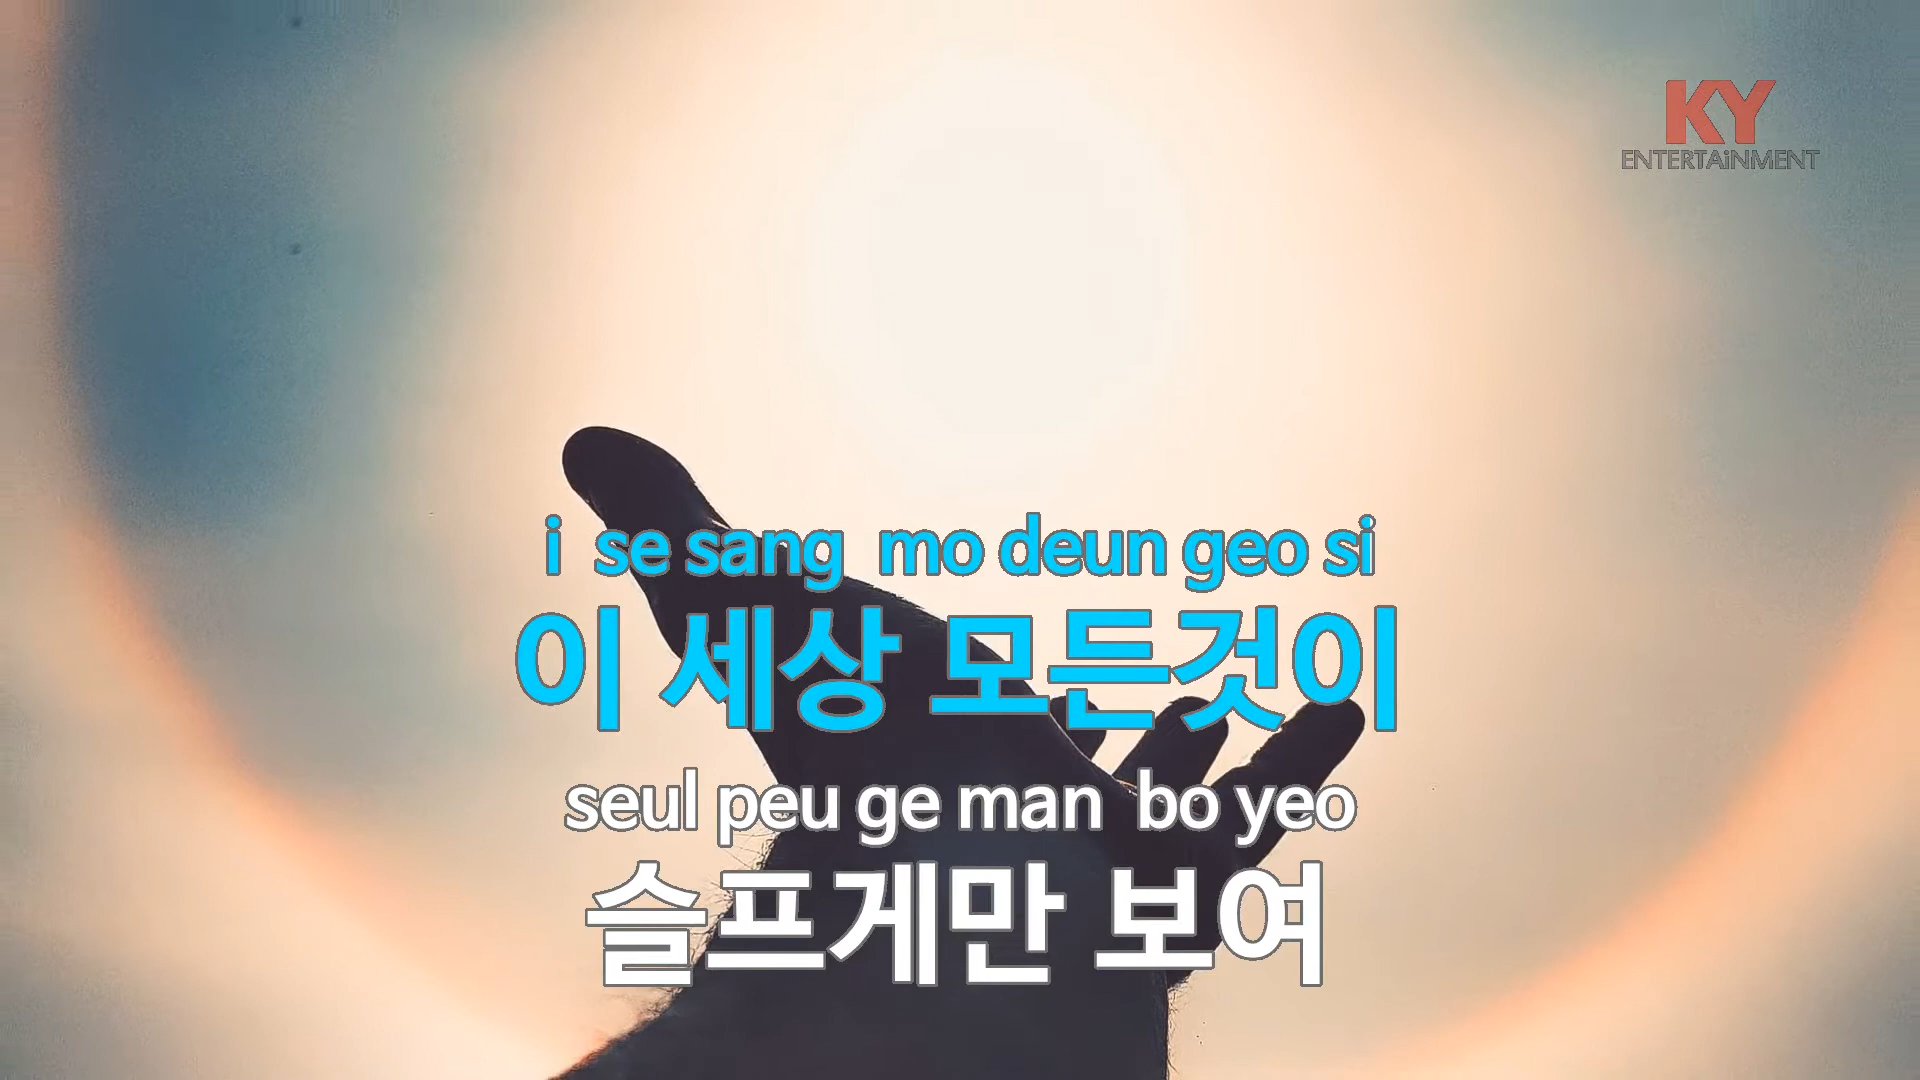 KY
ENTERTAiNMENT
i se sang mo deun geo si
이 세상 모든것이
seul peu ge man bo yeo
슬프게만 보여